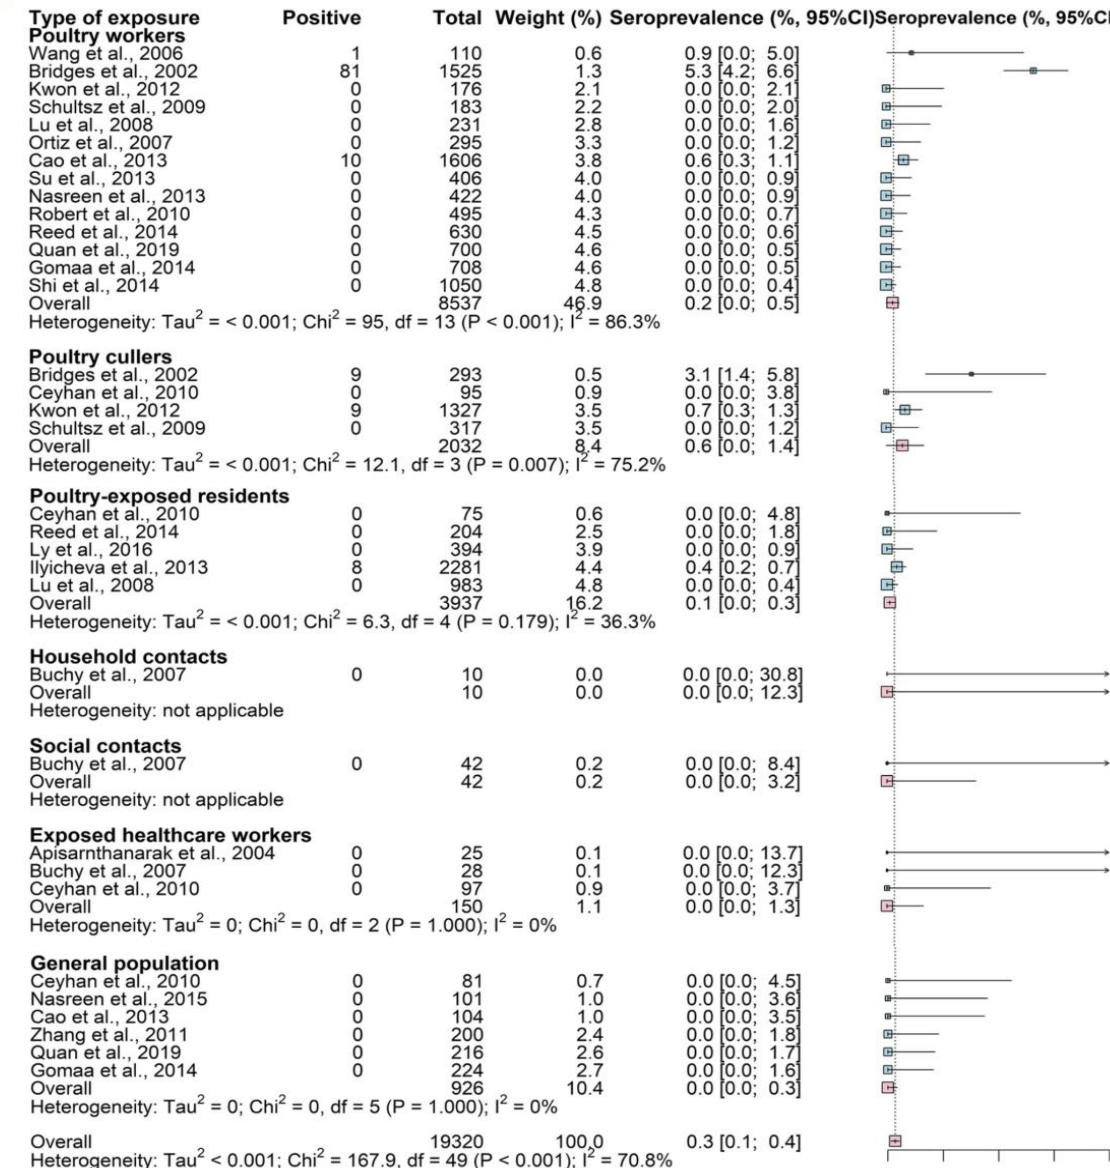 Type of exposure Positive Total Weight (%) Seroprevalence (%, 95%CI) Seroprevalence (%, 95%CI
Poultry workers
Wang et al., 2006 1 110 0.6 0.9 [0.0; 5.0]
Bridges et al., 2002 81 1525 1.3 5.3 [4.2; 6.6]
Kwon et al., 2012 0 176 2.1 0.0 [0.0; 2.1]
Schultsz et al., 2009 0 183 2.2 0.0 [0.0; 2.0]
Lu et al., 2008 0 231 2.8 0.0 [0.0; 1.6]
Ortiz et al., 2007 0 295 3.3 0.0 [0.0; 1.2]
Cao et al., 2013 10 1606 3.8 0.6 [0.3; 1.1]
Su et al., 2013 0 406 4.0 0.0 [0.0; 0.9]
Nasreen et al., 2013 0 422 4.0 0.0 [0.0; 0.9]
Robert et al., 2010 0 495 4.3 0.0 [0.0; 0.7]
Reed et al., 2014 0 630 4.5 0.0 [0.0; 0.6]
Quan et al., 2019 0 700 4.6 0.0 [0.0; 0.5]
Gomaa et al., 2014 0 708 4.6 0.0 [0.0; 0.5]
Shi et al., 2014 0 1050 4.8 0.0 [0.0; 0.4]
Overall 8537 46.9 0.2 [0.0; 0.5]
Heterogeneity: Tau² = < 0.001; Chi² = 95, df = 13 (P < 0.001); I² = 86.3%
Poultry cullers
Bridges et al., 2002 9 293 0.5 3.1 [1.4; 5.8]
Ceyhan et al., 2010 0 95 0.9 0.0 [0.0; 3.8]
Kwon et al., 2012 9 1327 3.5 0.7 [0.3; 1.3]
Schultsz et al., 2009 0 317 3.5 0.0 [0.0; 1.2]
Overall 2032 8.4 0.6 [0.0; 1.4]
Heterogeneity: Tau² = < 0.001; Chi² = 12.1, df = 3 (P = 0.007); I² = 75.2%
Poultry-exposed residents
Ceyhan et al., 2010 0 75 0.6 0.0 [0.0; 4.8]
Reed et al., 2014 0 204 2.5 0.0 [0.0; 1.8]
Ly et al., 2016 0 394 3.9 0.0 [0.0; 0.9]
Ilyicheva et al., 2013 8 2281 4.4 0.4 [0.2; 0.7]
Lu et al., 2008 0 983 4.8 0.0 [0.0; 0.4]
Overall 3937 16.2 0.1 [0.0; 0.3]
Heterogeneity: Tau² = < 0.001; Chi² = 6.3, df = 4 (P = 0.179); I² = 36.3%
Household contacts
Buchy et al., 2007 0 10 0.0 0.0 [0.0; 30.8]
Overall 10 0.0 0.0 [0.0; 12.3]
Heterogeneity: not applicable
Social contacts
Buchy et al., 2007 0 42 0.2 0.0 [0.0; 8.4]
Overall 42 0.2 0.0 [0.0; 3.2]
Heterogeneity: not applicable
Exposed healthcare workers
Apisarnthanarak et al., 2004 0 25 0.1 0.0 [0.0; 13.7]
Buchy et al., 2007 0 28 0.1 0.0 [0.0; 12.3]
Ceyhan et al., 2010 0 97 0.9 0.0 [0.0; 3.7]
Overall 150 1.1 0.0 [0.0; 1.3]
Heterogeneity: Tau² = 0; Chi² = 0, df = 2 (P = 1.000); I² = 0%
General population
Ceyhan et al., 2010 0 81 0.7 0.0 [0.0; 4.5]
Nasreen et al., 2015 0 101 1.0 0.0 [0.0; 3.6]
Cao et al., 2013 0 104 1.0 0.0 [0.0; 3.5]
Zhang et al., 2011 0 200 2.4 0.0 [0.0; 1.8]
Quan et al., 2019 0 216 2.6 0.0 [0.0; 1.7]
Gomaa et al., 2014 0 224 2.7 0.0 [0.0; 1.6]
Overall 926 10.4 0.0 [0.0; 0.3]
Heterogeneity: Tau² = 0; Chi² = 0, df = 5 (P = 1.000); I² = 0%
Overall 19320 100.0 0.3 [0.1; 0.4]
Heterogeneity: Tau² < 0.001; Chi² = 167.9, df = 49 (P < 0.001); I² = 70.8%